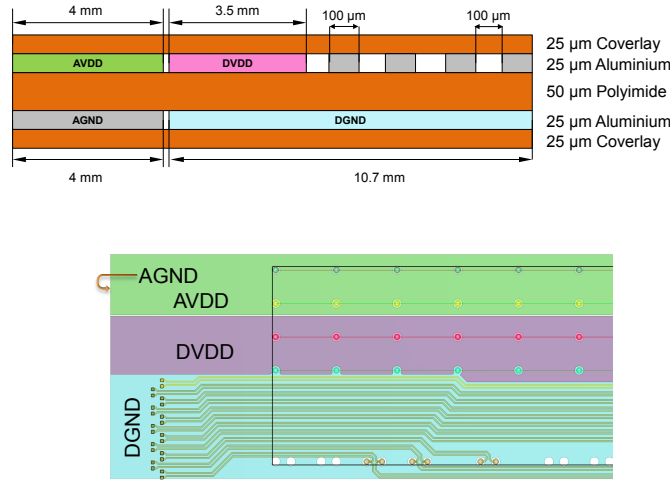 4 mm
3.5 mm
100 µm
100 µm
25 µm Coverlay
AVDD
DVDD
25 µm Aluminium
50 µm Polyimide
AGND
DGND
25 µm Aluminium
25 µm Coverlay
4 mm
10.7 mm
AGND
AVDD
DVDD
DGND